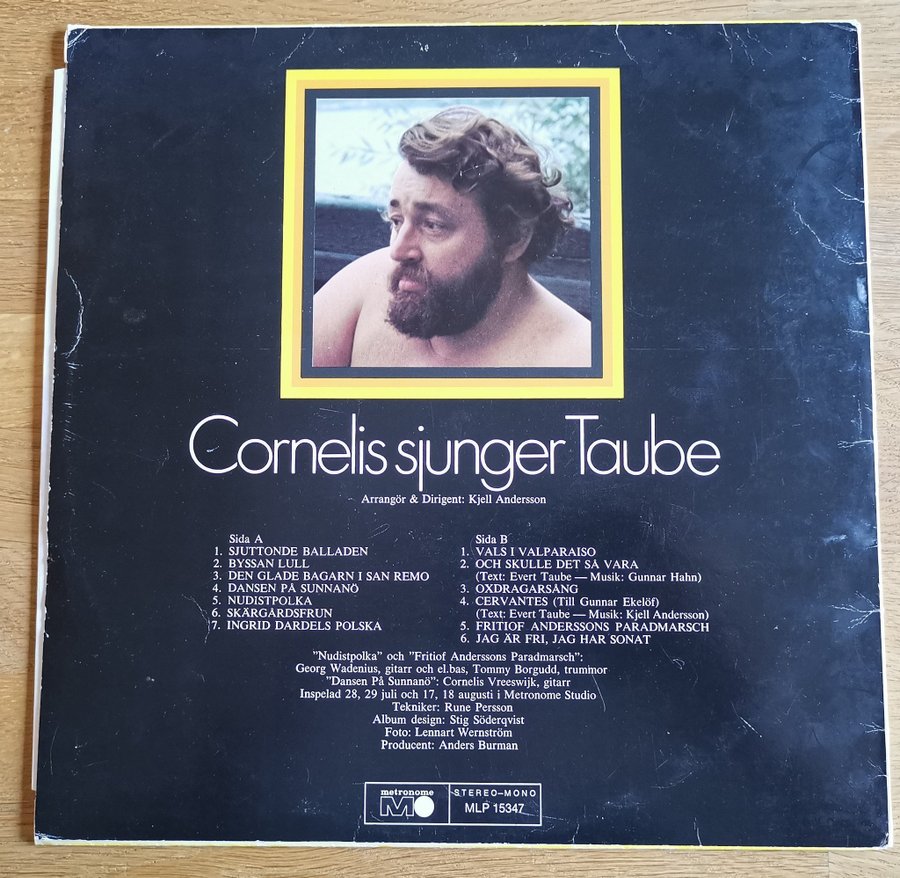 Cornelis sjunger Taube
Arrangör & Dirigent: Kjell Andersson
Sida A
1. SJUTTONDE BALLADEN
2. BYSSAN LULL
3. DEN GLADE BAGARN I SAN REMO
4. DANSEN PÅ SUNNANÖ
5. NUDISTPOLKA
6. SKÄRGÅRDSFRUN
7. INGRID DARDELS POLSKA
Sida B
1. VALS I VALPARAISO
2. OCH SKULLE DET SÅ VARA
(Text: Evert Taube — Musik: Gunnar Hahn)
3. OXDRAGARSÅNG
4. CERVANTES (Till Gunnar Ekelöf)
(Text: Evert Taube — Musik: Kjell Andersson)
5. FRITIOF ANDERSSONS PARADMARSCH
6. JAG ÄR FRI, JAG HAR SONAT
”Nudistpolka” och ”Fritiof Anderssons Paradmarsch”:
Georg Wadenius, gitarr och el.bas, Tommy Borgudd, trummor
”Dansen På Sunnanö”: Cornelis Vreeswijk, gitarr
Inspelad 28, 29 juli och 17, 18 augusti i Metronome Studio
Tekniker: Rune Persson
Album design: Stig Söderqvist
Foto: Lennart Wernström
Producent: Anders Burman
metronome
MO
STEREO–MONO
MLP 15347